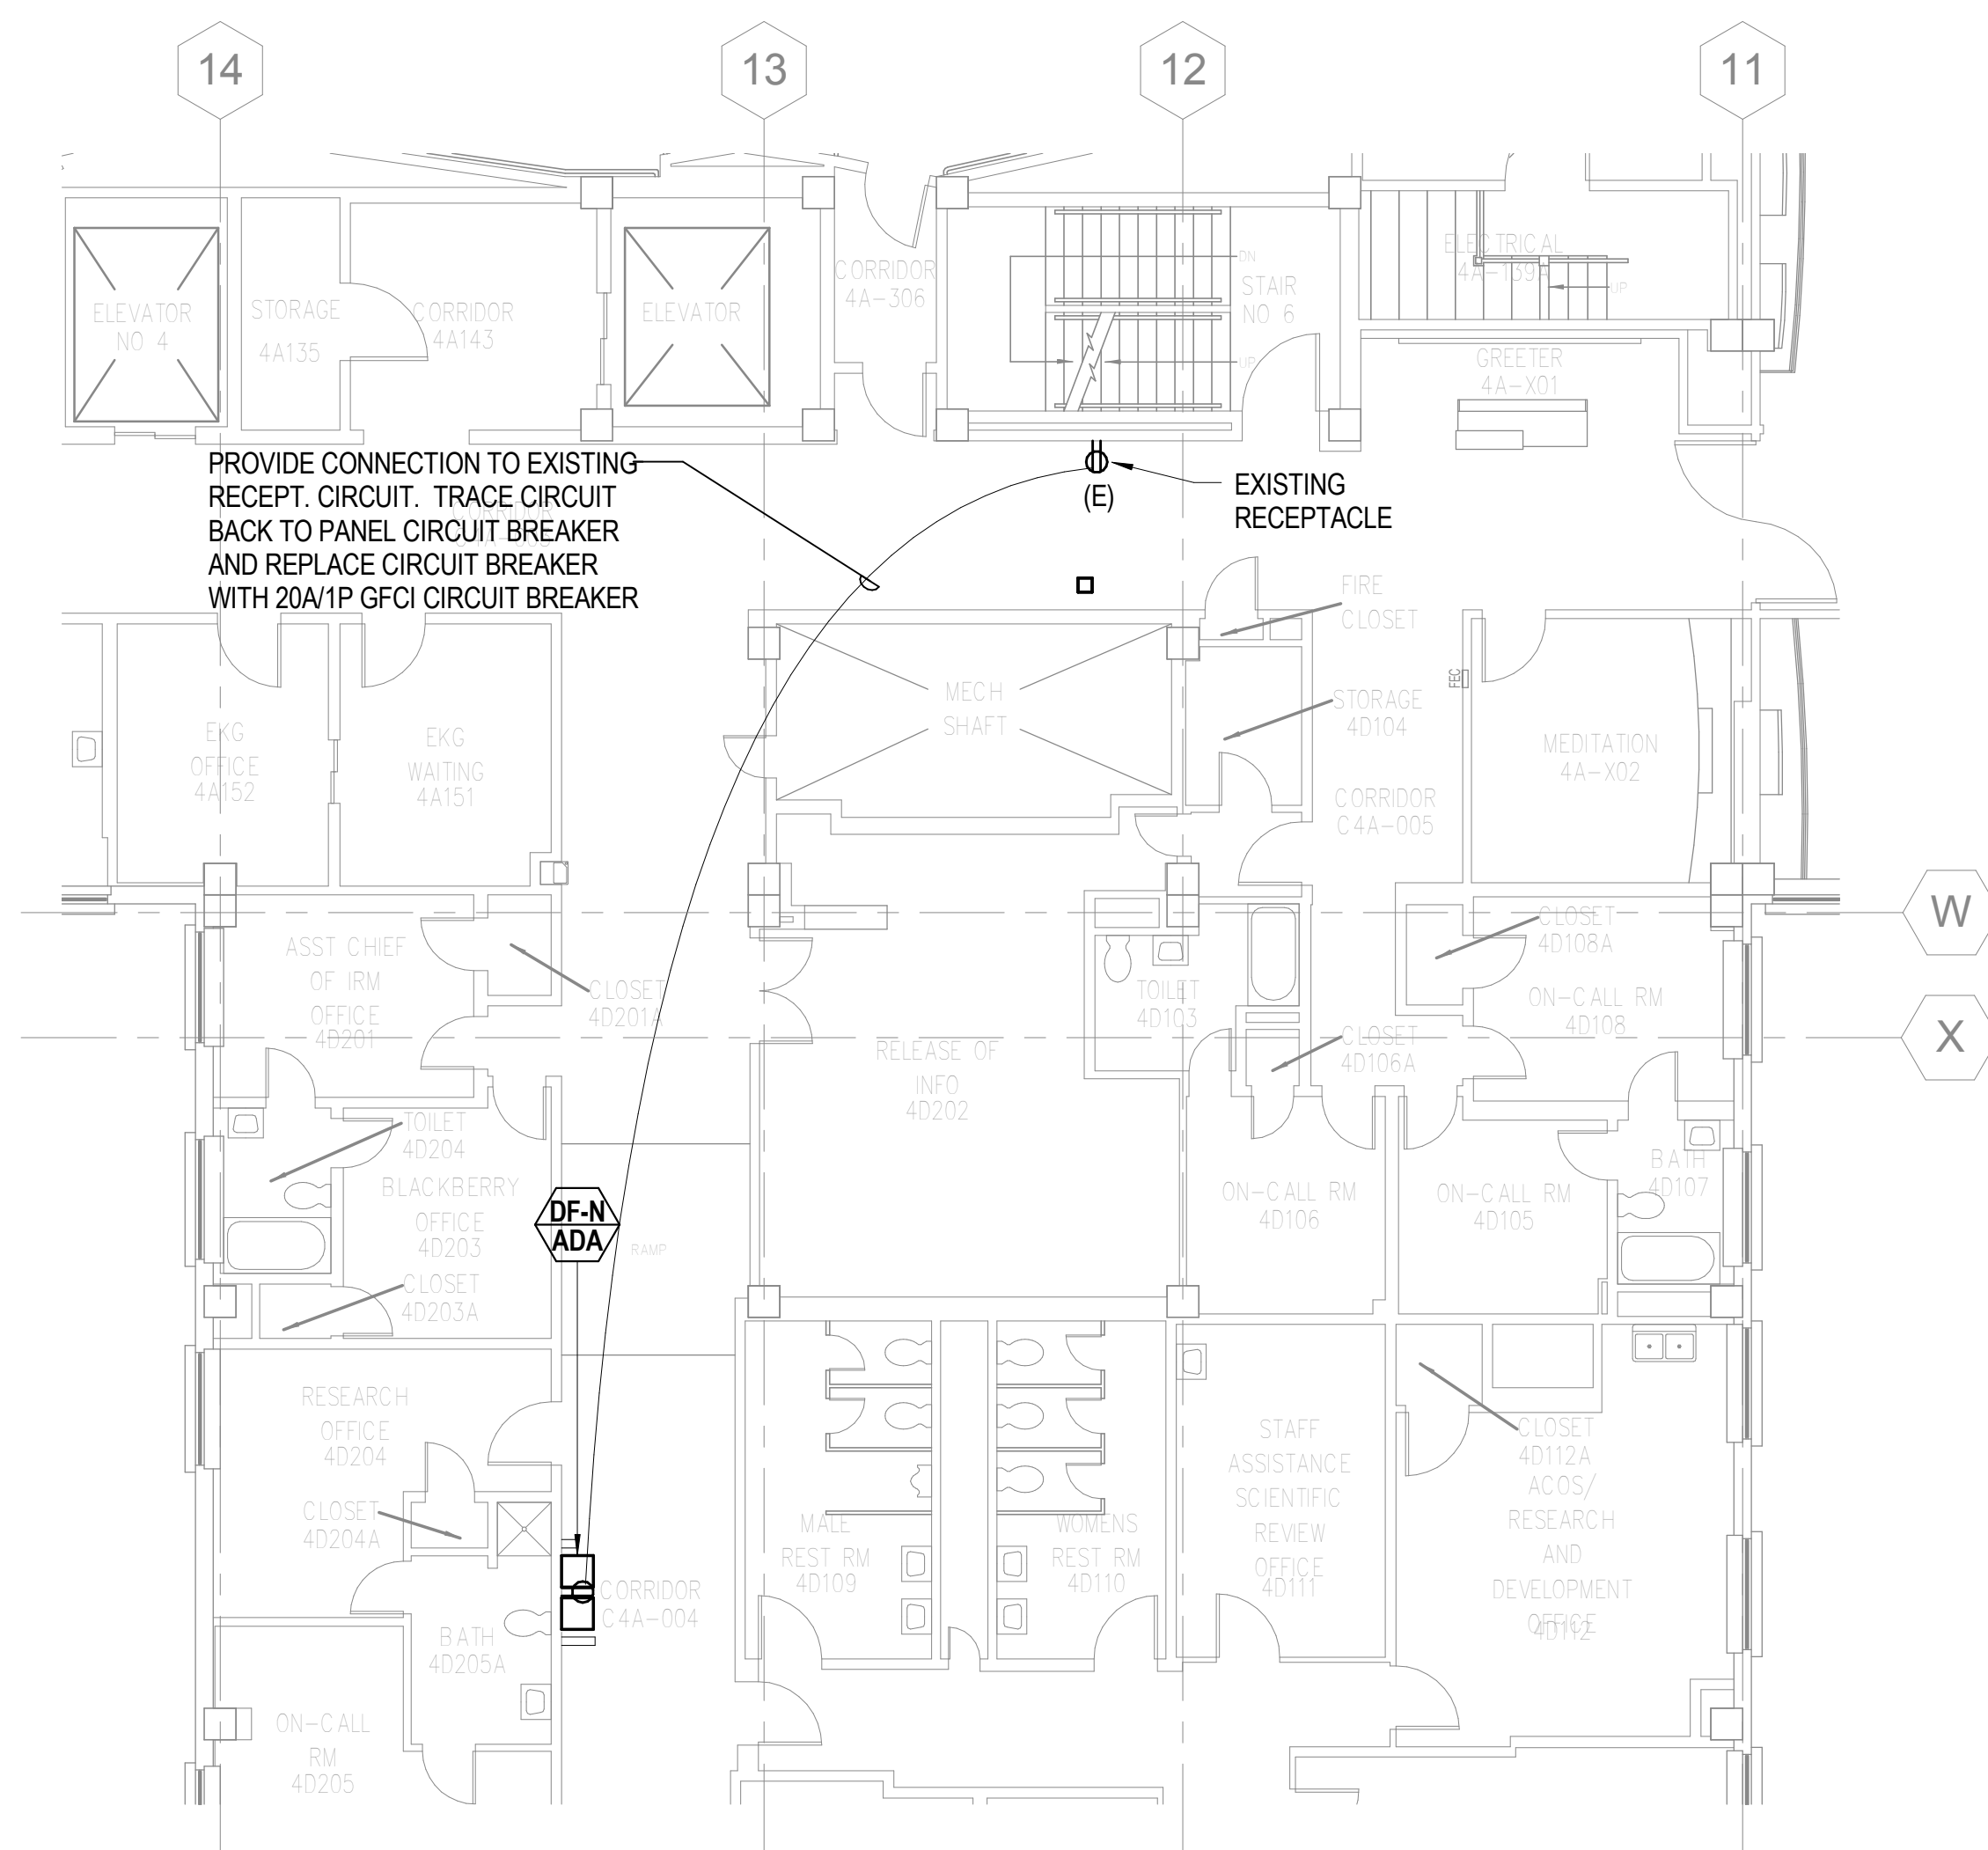 14
13
12
11
ELEVATOR
NO 4
STORAGE
4A135
CORRIDOR
4A143
ELEVATOR
CORRIDOR
4A-306
DN
STAIR
NO 6
UP
ELECTRICAL
4A-139A
UP
GREETER
4A-X01
PROVIDE CONNECTION TO EXISTING
RECEPT. CIRCUIT. TRACE CIRCUIT
BACK TO PANEL CIRCUIT BREAKER
AND REPLACE CIRCUIT BREAKER
WITH 20A/1P GFCI CIRCUIT BREAKER
CORRIDOR
(E)
EXISTING
RECEPTACLE
FIRE
CLOSET
MECH
SHAFT
STORAGE
4D104
FEC
MEDITATION
4A-X02
EKG
OFFICE
4A152
EKG
WAITING
4A151
CORRIDOR
C4A-005
W
X
ASST CHIEF
OF IRM
OFFICE
4D201
CLOSET
4D201A
TOILET
4D103
CLOSET
4D108A
ON-CALL RM
4D108
RELEASE OF
INFO
4D202
CLOSET
4D106A
TOILET
4D204
BLACKBERRY
OFFICE
4D203
DF-N
ADA
RAMP
ON-CALL RM
4D106
ON-CALL RM
4D105
BATH
4D107
CLOSET
4D203A
RESEARCH
OFFICE
4D204
CLOSET
4D204A
STAFF
ASSISTANCE
SCIENTIFIC
REVIEW
OFFICE
4D111
CLOSET
4D112A
ACOS/
RESEARCH
AND
DEVELOPMENT
OFFICE
4D112
MALE
REST RM
4D109
WOMENS
REST RM
4D110
CORRIDOR
C4A-004
BATH
4D205A
ON-CALL
RM
4D205